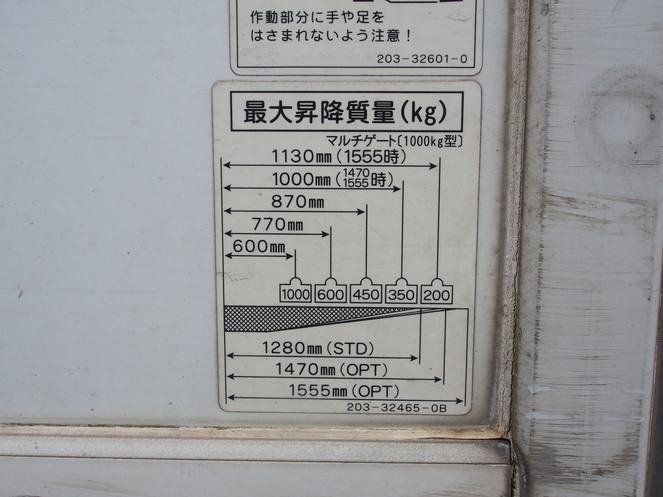 作動部分に手や足を
はさまれないよう注意！
203-32601-0
最大昇降質量(kg)
マルチゲート〔1000kg型〕
1130mm(1555時)
1000mm(1470 1555時)
870mm
770mm
600mm
1000 600 450 350 200
1280mm(STD)
1470mm(OPT)
1555mm(OPT)
203-32465-0B